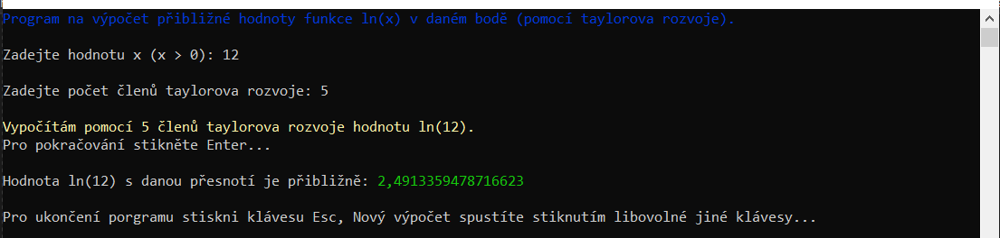 Program na výpočet přibližné hodnoty funkce ln(x) v daném bodě (pomocí taylorova rozvoje).
Zadejte hodnotu x (x > 0): 12
Zadejte počet členů taylorova rozvoje: 5
Vypočítám pomocí 5 členů taylorova rozvoje hodnotu ln(12).
Pro pokračování stikněte Enter...
Hodnota ln(12) s danou přesnotí je přibližně: 2,4913359478716623
Pro ukončení porgramu stiskni klávesu Esc, Nový výpočet spustíte stiknutím libovolné jiné klávesy...